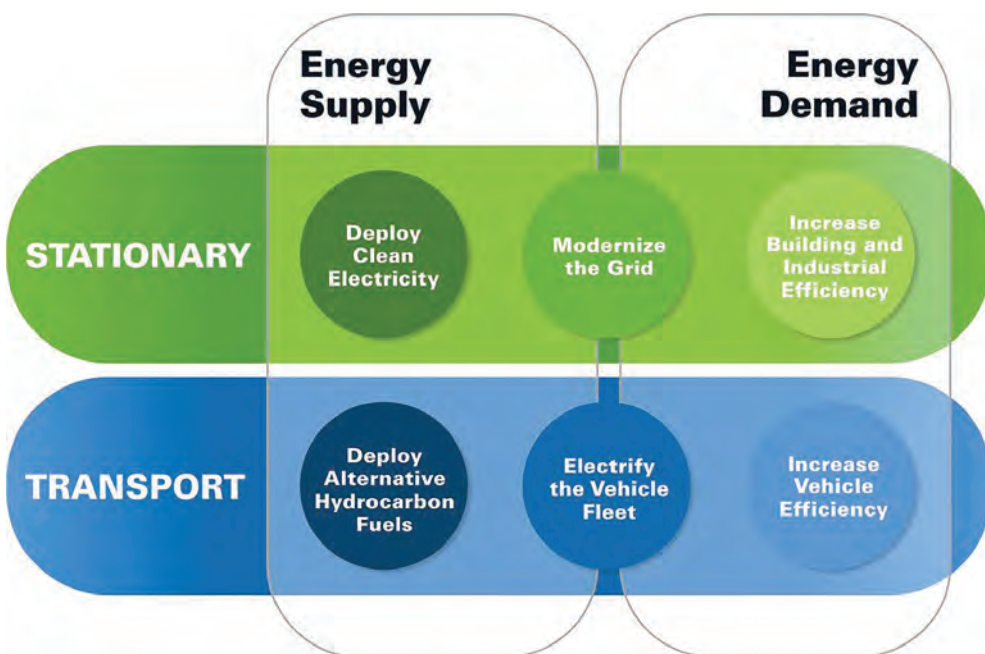 Energy
Supply
Energy
Demand
STATIONARY
Deploy
Clean
Electricity
Modernize
the Grid
Increase
Building and
Industrial
Efficiency
TRANSPORT
Deploy
Alternative
Hydrocarbon
Fuels
Electrify
the Vehicle
Fleet
Increase
Vehicle
Efficiency